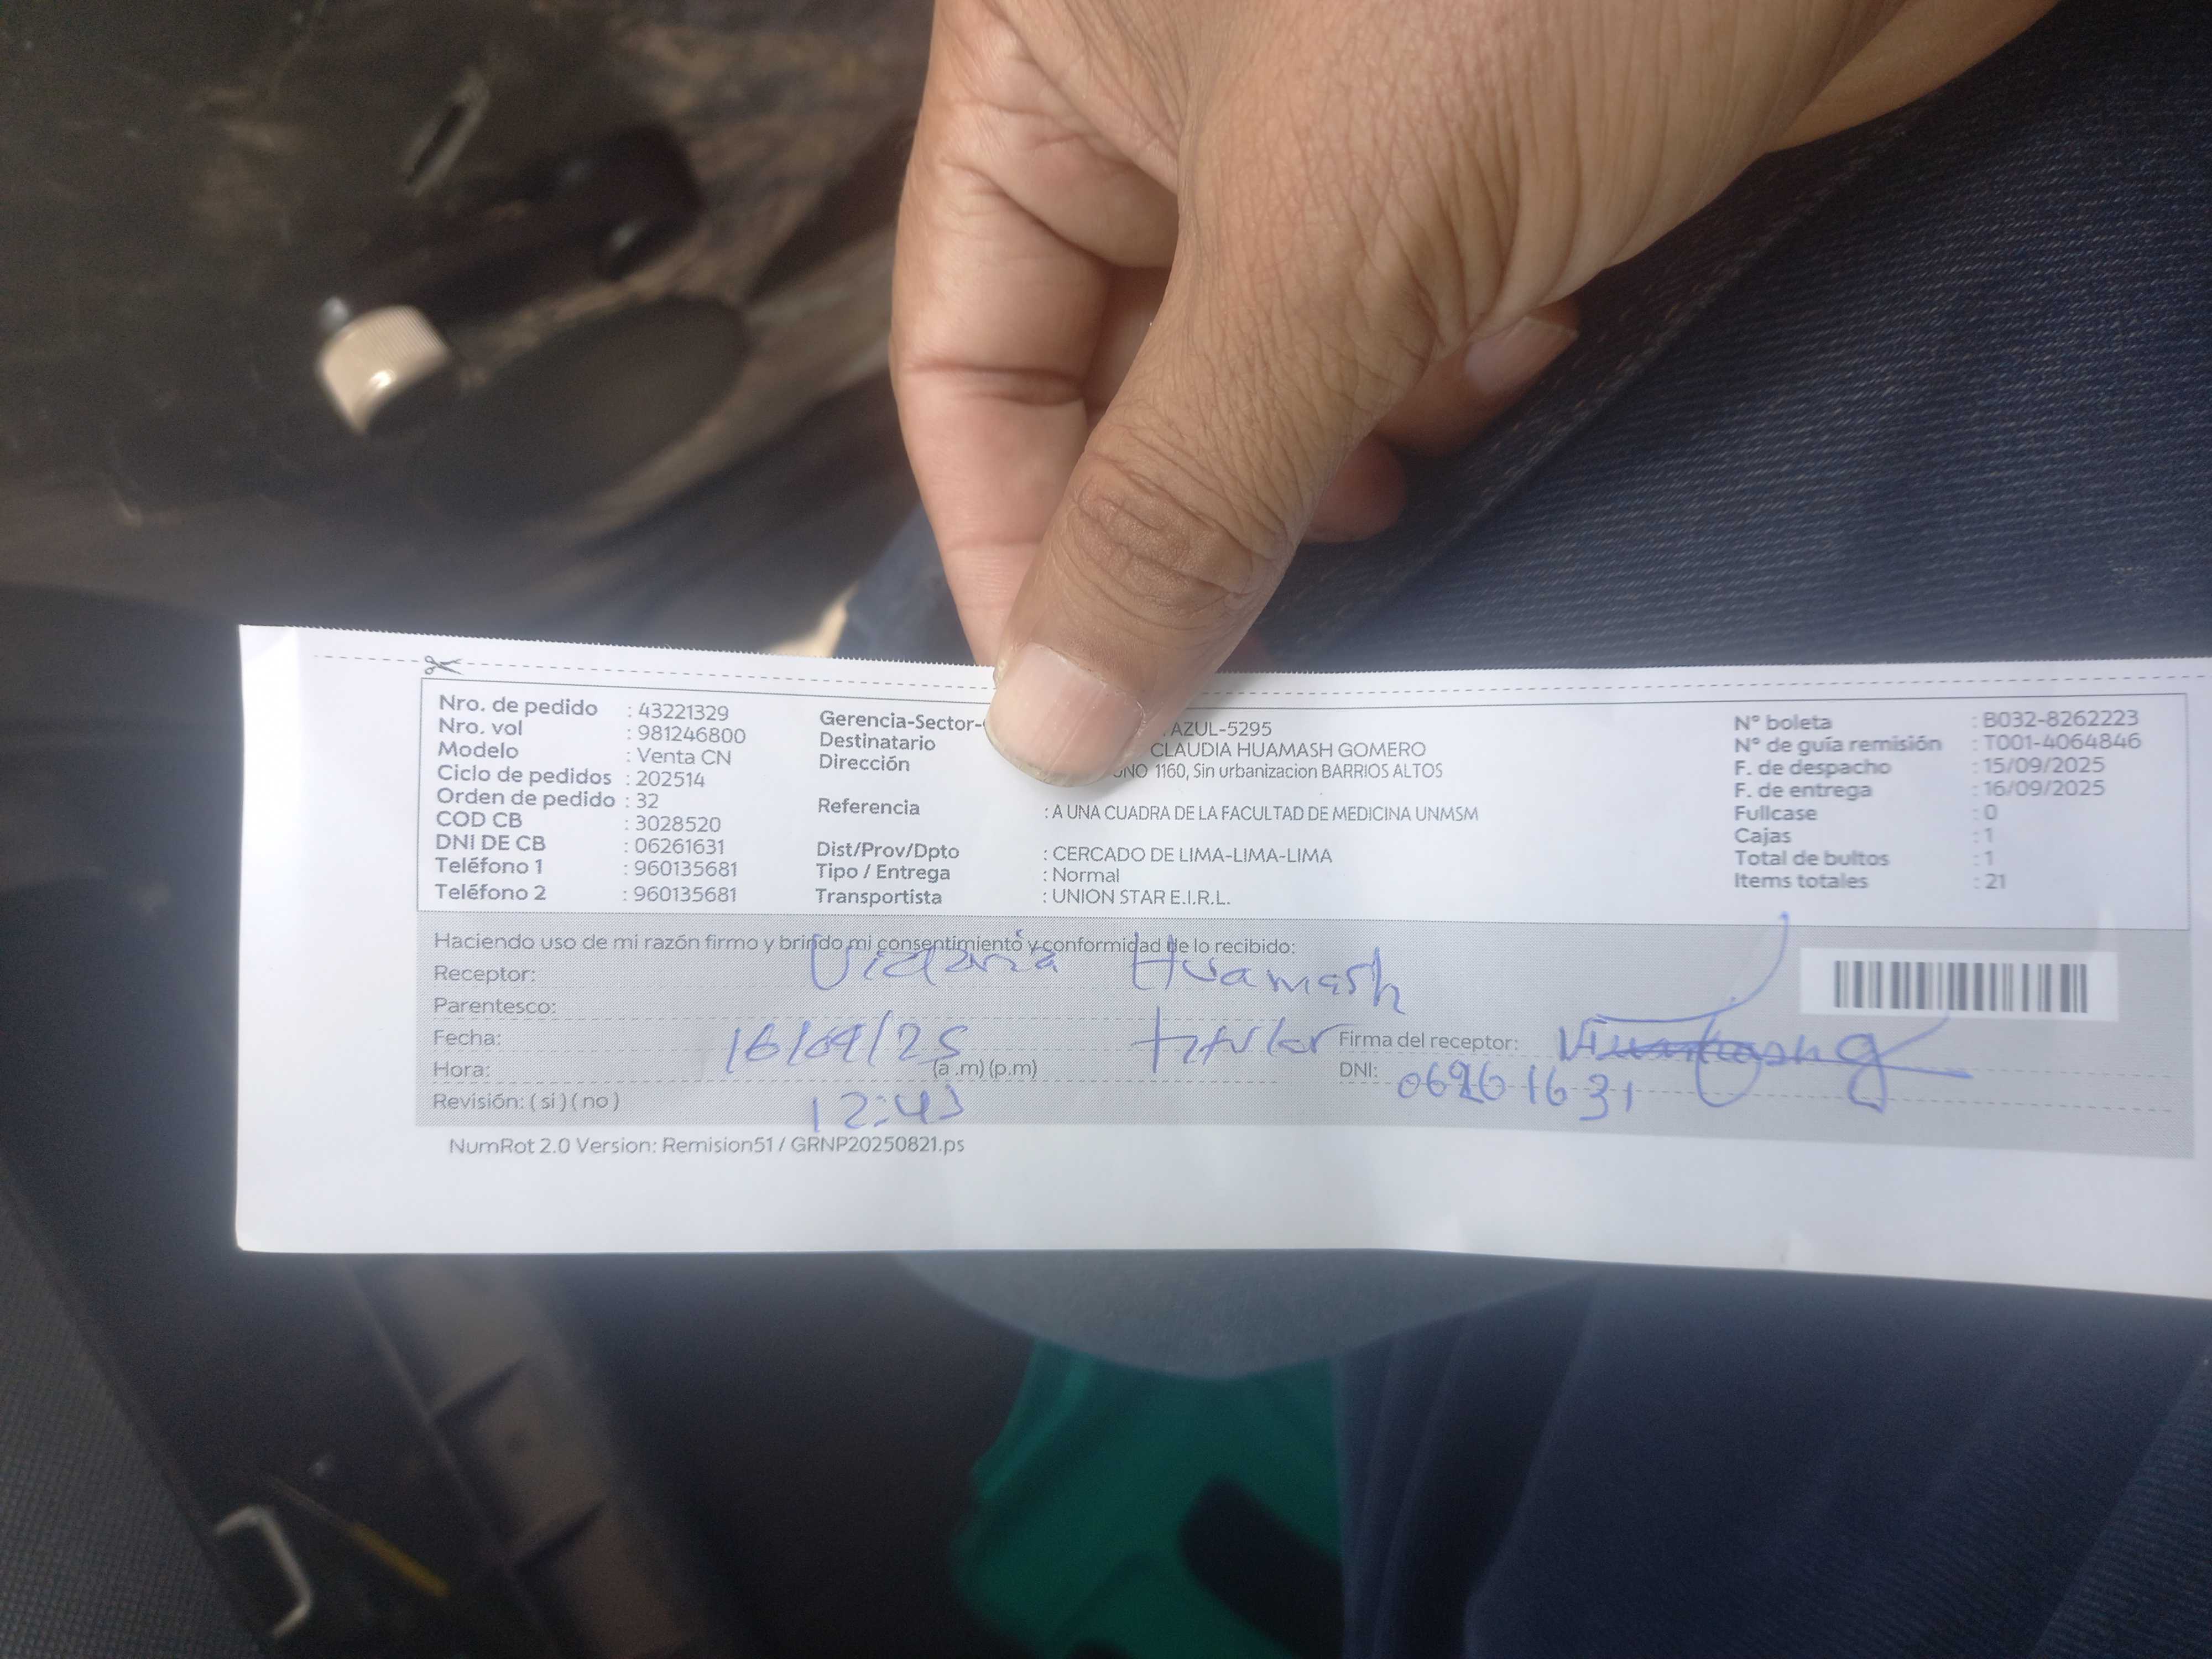 Nro. de pedido : 43221329
Nro. vol : 981246800
Modelo : Venta CN
Ciclo de pedidos : 202514
Orden de pedido : 32
COD CB : 3028520
DNI DE CB : 06261631
Teléfono 1 : 960135681
Teléfono 2 : 960135681
Gerencia-Sector- AZUL-5295
Destinatario CLAUDIA HUAMASH GOMERO
Dirección 1160, Sin urbanizacion BARRIOS ALTOS
Referencia : A UNA CUADRA DE LA FACULTAD DE MEDICINA UNMSM
Dist/Prov/Dpto : CERCADO DE LIMA-LIMA-LIMA
Tipo / Entrega : Normal
Transportista : UNION STAR E.I.R.L.
N° boleta : B032-8262223
N° de guía remisión : T001-4064846
F. de despacho : 15/09/2025
F. de entrega : 16/09/2025
Fullcase : 0
Cajas : 1
Total de bultos : 1
Items totales : 21
Haciendo uso de mi razón firmo y brindo mi consentimiento y conformidad de lo recibido:
Receptor: Victoria Huamash
Parentesco: titular
Fecha: 16/09/25
Hora: 12:43 (a .m) (p.m)
Revisión: ( si ) ( no )
Firma del receptor:
DNI: 06261631
NumRot 2.0 Version: Remision51 / GRNP20250821.ps